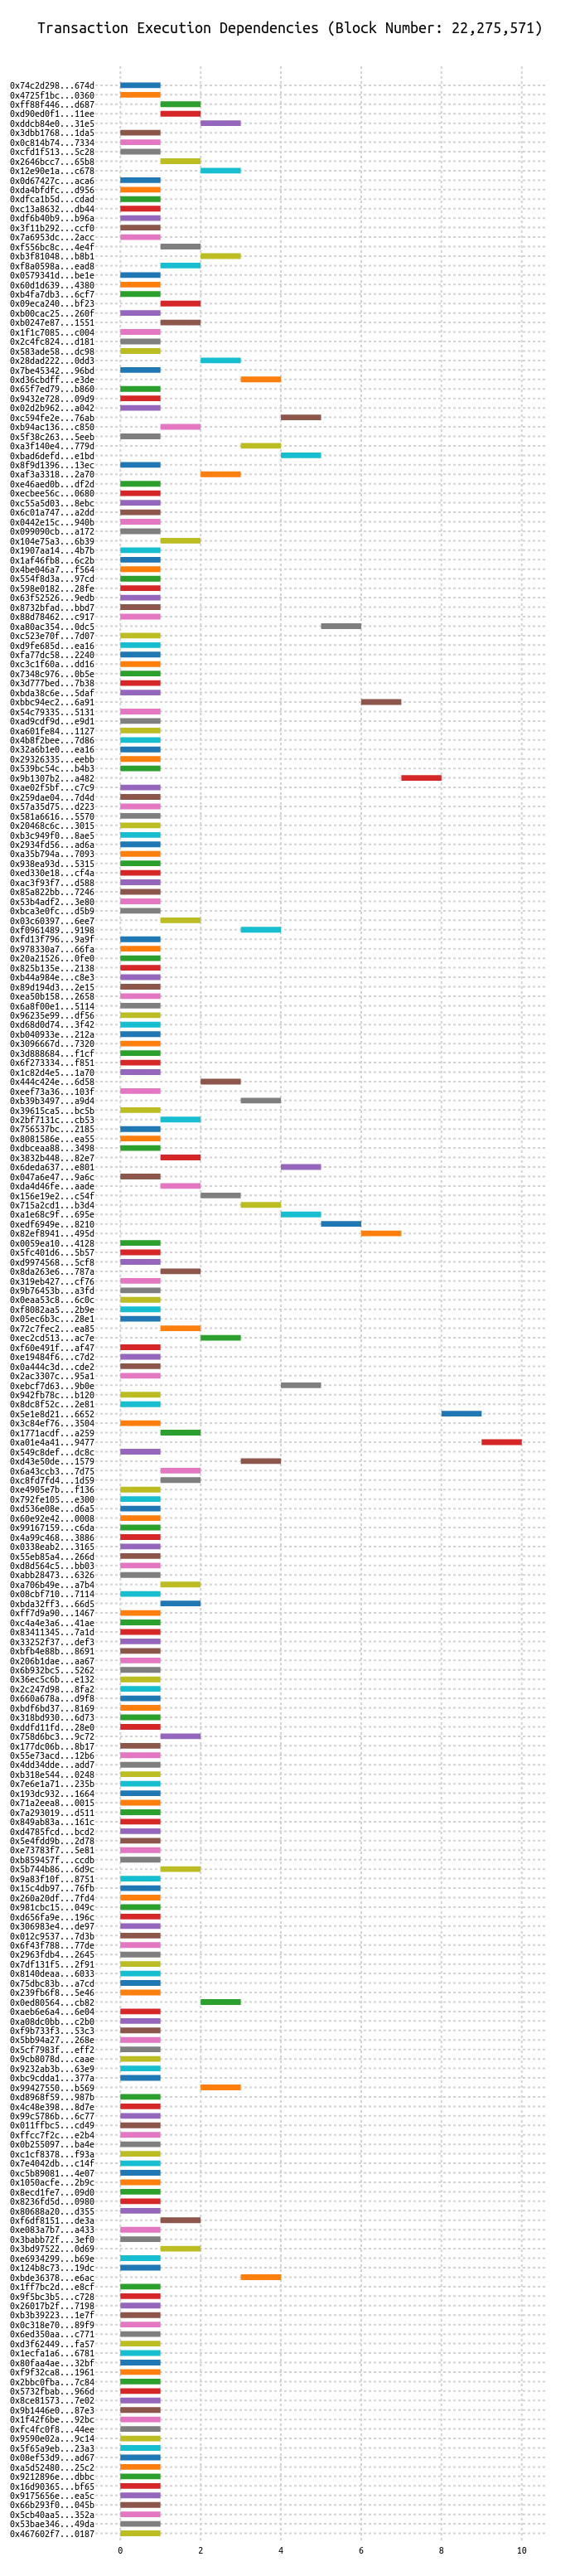 Transaction Execution Dependencies (Block Number: 22,275,571)
0x74c2d298...674d
0x4725f1bc...0360
0xff88f446...d687
0xd90ed0f1...11ee
0xddcb84e0...31e5
0x3dbb1768...1da5
0x0c814b74...7334
0xcfd1f513...5c28
0x2646bcc7...65b8
0x12e90e1a...c678
0x0d67427c...aca6
0xda4bfdfc...d956
0xdfca1b5d...cdad
0xc13a8632...db44
0xdf6b40b9...b96a
0x3f11b292...ccf0
0x7a6953dc...2acc
0xf556bc8c...4e4f
0xb3f81048...b8b1
0xf8a0598a...ead8
0x0579341d...be1e
0x60d1d639...4380
0xb4fa7db3...6cf7
0x09eca240...bf23
0xb00cac25...260f
0xb0247e87...1551
0x1f1c7085...c004
0x2c4fc824...d181
0x583ade58...dc98
0x28dad222...0dd3
0x7be45342...96bd
0xd36cbdff...e3de
0x65f7ed79...b860
0x9432e728...09d9
0x02d2b962...a042
0xc594fe2e...76ab
0xb94ac136...c850
0x5f38c263...5eeb
0xa3f140e4...779d
0xbad6defd...e1bd
0x8f9d1396...13ec
0xaf3a3318...2a70
0xe46aed0b...df2d
0xecbee56c...0680
0xc55a5d03...8ebc
0x6c01a747...a2dd
0x0442e15c...940b
0x099090cb...a172
0x104e75a3...6b39
0x1907aa14...4b7b
0x1af46fb8...6c2b
0x4be046a7...f564
0x554f8d3a...97cd
0x598e0182...28fe
0x63f52526...9edb
0x8732bfad...bbd7
0x88d78462...c917
0xa80ac354...0dc5
0xc523e70f...7d07
0xd9fe685d...ea16
0xfa77dc58...2240
0xc3c1f60a...dd16
0x7348c976...0b5e
0x3d777bed...7b38
0xbda38c6e...5daf
0xbbc94ec2...6a91
0x54c79335...5131
0xad9cdf9d...e9d1
0xa601fe84...1127
0x4b8f2bee...7d86
0x32a6b1e0...ea16
0x29326335...eebb
0x539bc54c...b4b3
0x9b1307b2...a482
0xae02f5bf...c7c9
0x259dae04...7d4d
0x57a35d75...d223
0x581a6616...5570
0x20468c6c...3015
0xb3c949f0...8ae5
0x2934fd56...ad6a
0xa35b794a...7093
0x938ea93d...5315
0xed330e18...cf4a
0xac3f93f7...d588
0x85a822bb...7246
0x53b4adf2...3e80
0xbca3e0fc...d5b9
0x03c60397...6ee7
0xf0961489...9198
0xfd13f796...9a9f
0x978330a7...66fa
0x20a21526...0fe0
0x825b135e...2138
0xb44a984e...c8e3
0x89d194d3...2e15
0xea50b158...2658
0x6a8f00e1...5114
0x96235e99...df56
0xd68d0d74...3f42
0xb040933e...212a
0x3096667d...7320
0x3d888684...f1cf
0x6f273334...f851
0x1c82d4e5...1a70
0x444c424e...6d58
0xeef73a36...103f
0xb39b3497...a9d4
0x39615ca5...bc5b
0x2bf7131c...cb53
0x756537bc...2185
0x8081586e...ea55
0xdbceaa88...3498
0x3832b448...82e7
0x6deda637...e801
0x047a6e47...9a6c
0xda4d46fe...aade
0x156e19e2...c54f
0x715a2cd1...b3d4
0xa1e68c9f...695e
0xedf6949e...8210
0x82ef8941...495d
0x0059ea10...4128
0x5fc401d6...5b57
0xd9974568...5cf8
0x8da263e6...787a
0x319eb427...cf76
0x9b76453b...a3fd
0x0eaa53c8...6c0c
0xf8082aa5...2b9e
0x05ec6b3c...28e1
0x72c7fec2...ea85
0xec2cd513...ac7e
0xf60e491f...af47
0xe19484f6...c7d2
0x0a444c3d...cde2
0x2ac3307c...95a1
0xebcf7d63...9b0e
0x942fb78c...b120
0x8dc8f52c...2e81
0x5e1e8d21...6652
0x3c84ef76...3504
0x1771acdf...a259
0xa01e4a41...9477
0x549c8def...dc8c
0xd43e50de...1579
0x6a43ccb3...7d75
0xc8fd7fd4...1d59
0xe4905e7b...f136
0x792fe105...e300
0xd536e08e...d6a5
0x60e92e42...0008
0x99167159...c6da
0x4a99c468...3886
0x0338eab2...3165
0x55eb85a4...266d
0xd8d564c5...bb03
0xabb28473...6326
0xa706b49e...a7b4
0x08cbf710...7114
0xbda32ff3...66d5
0xff7d9a90...1467
0xc4a4e3a6...41ae
0x83411345...7a1d
0x33252f37...def3
0xbfb4e88b...8691
0x206b1dae...aa67
0x6b932bc5...5262
0x36ec5c6b...e132
0x2c247d98...8fa2
0x660a678a...d9f8
0xbdf6bd37...8169
0x318bd930...6d73
0xddfd11fd...28e0
0x758d6bc3...9c72
0x177dc06b...8b17
0x55e73acd...12b6
0x4dd34dde...add7
0xb318e544...0248
0x7e6e1a71...235b
0x193dc932...1664
0x71a2eea8...0015
0x7a293019...d511
0x849ab83a...161c
0xd4785fcd...bcd2
0x5e4fdd9b...2d78
0xe73783f7...5e81
0xb859457f...ccdb
0x5b744b86...6d9c
0x9a83f10f...8751
0x15c4db97...76fb
0x260a20df...7fd4
0x981cbc15...049c
0xd656fa9e...196c
0x306983e4...de97
0x012c9537...7d3b
0x6f43f788...77de
0x2963fdb4...2645
0x7df131f5...2f91
0x8140deaa...6033
0x75dbc83b...a7cd
0x239fb6f8...5e46
0x0ed80564...cb82
0xaeb6e6a4...6e04
0xa08dc0bb...c2b0
0xf9b733f3...53c3
0x5bb94a27...268e
0x5cf7983f...eff2
0x9cb8078d...caae
0x9232ab3b...63e9
0xbc9cdda1...377a
0x99427550...b569
0xd8968f59...987b
0x4c48e398...8d7e
0x99c5786b...6c77
0x011ffbc5...cd49
0xffcc7f2c...e2b4
0x0b255097...ba4e
0xc1cf8378...f93a
0x7e4042db...c14f
0xc5b89081...4e07
0x1050acfe...2b9c
0x8ecd1fe7...09d0
0x8236fd5d...0980
0x80688a20...d355
0xf6df8151...de3a
0xe083a7b7...a433
0x3babb72f...3ef0
0x3bd97522...0d69
0xe6934299...b69e
0x124b8c73...19dc
0xbde36378...e6ac
0x1ff7bc2d...e8cf
0x9f5bc3b5...c728
0x26017b2f...7198
0xb3b39223...1e7f
0x0c318e70...89f9
0x6ed350aa...c771
0xd3f62449...fa57
0x1ecfa1a6...6781
0x80faa4ae...32bf
0xf9f32ca8...1961
0x2bbc0fba...7c84
0x5732fbab...966d
0x8ce81573...7e02
0x9b1446e0...87e3
0x1f42f6be...92bc
0xfc4fc0f8...44ee
0x9590e02a...9c14
0x5f65a9eb...23a3
0x08ef53d9...ad67
0xa5d52480...25c2
0x9212896e...dbbc
0x16d90365...bf65
0x9175656e...ea5c
0x66b293f0...045b
0x5cb40aa5...352a
0x53bae346...49da
0x467602f7...0187
0 2 4 6 8 10